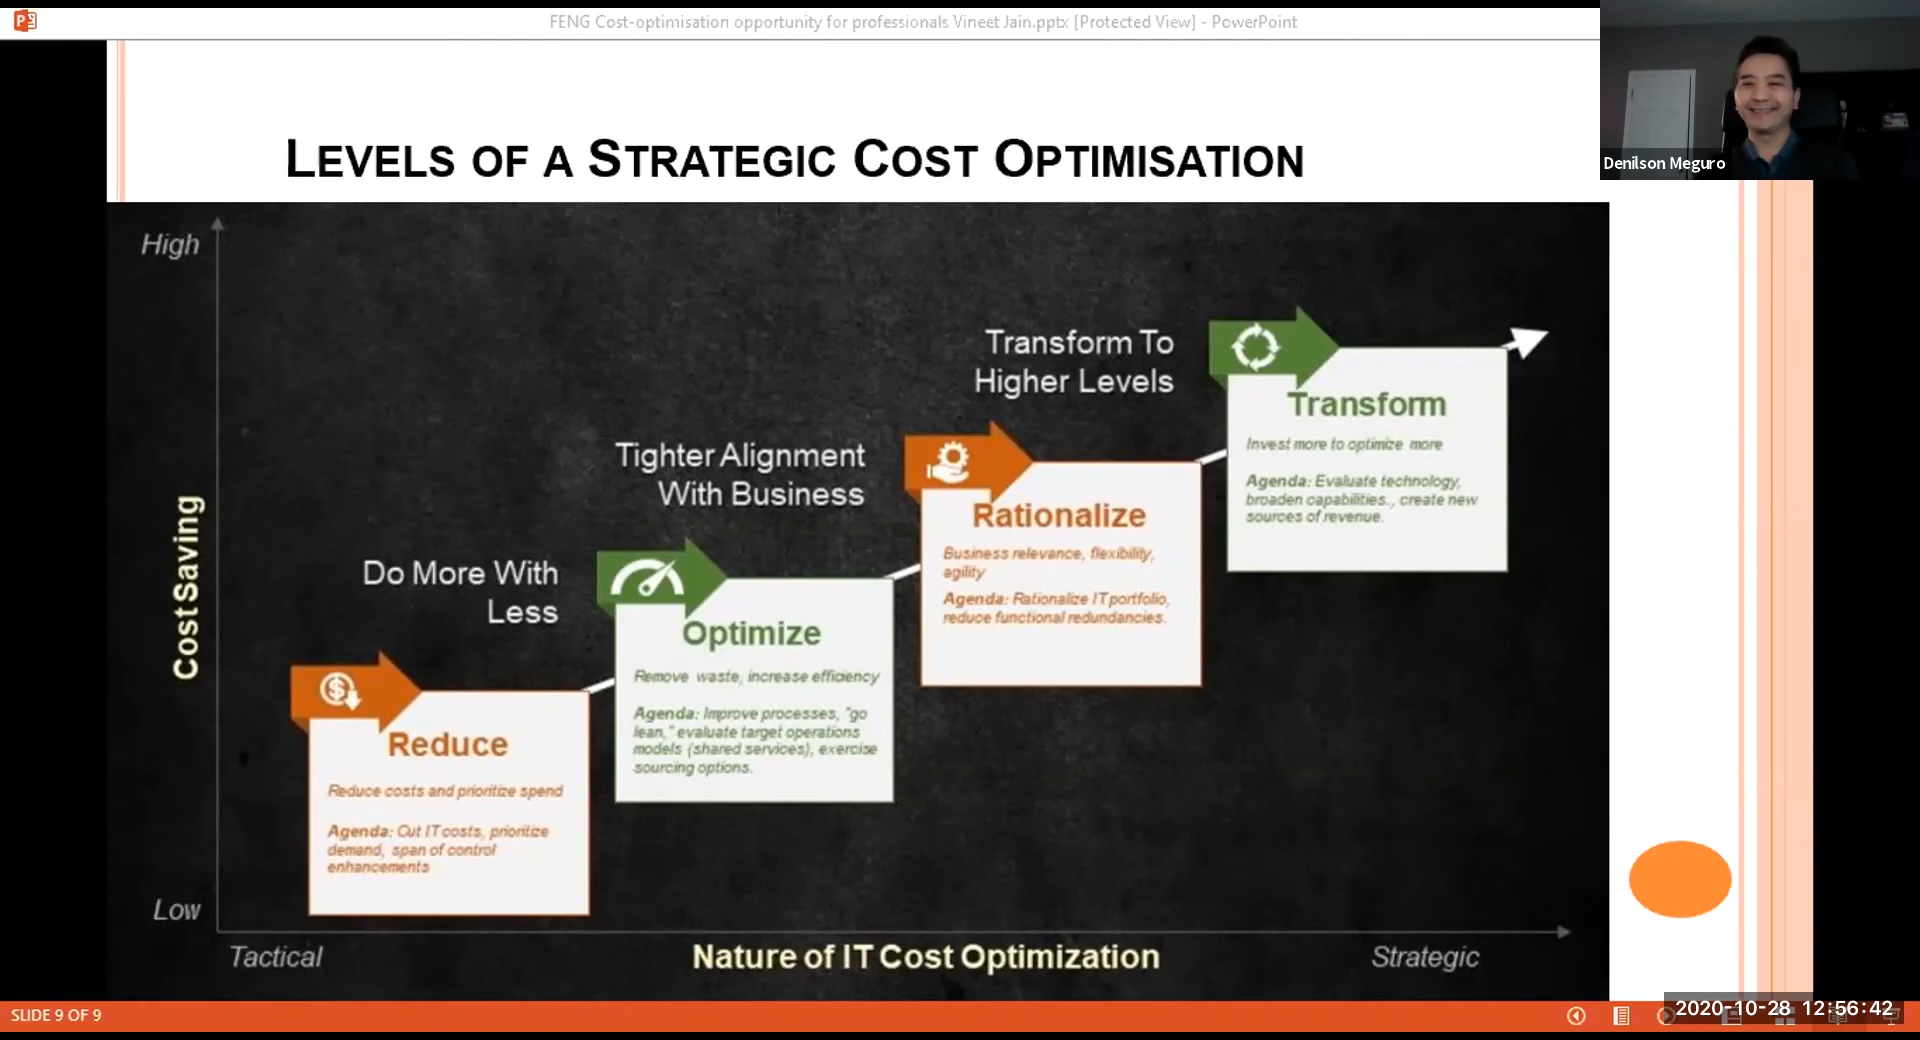 FENG Cost-optimisation opportunity for professionals Vineet Jain.pptx [Protected View] - PowerPoint
Denilson Meguro
LEVELS OF A STRATEGIC COST OPTIMISATION
High
Transform To
Higher Levels
Transform
Invest more to optimize more
Agenda: Evaluate technology,
broaden capabilities., create new
sources of revenue.
Tighter Alignment
With Business
Rationalize
Business relevance, flexibility,
agility
Agenda: Rationalize IT portfolio,
reduce functional redundancies.
Do More With
Less
Optimize
Remove waste, increase efficiency
Agenda: Improve processes, "go
lean," evaluate target operations
models (shared services), exercise
sourcing options.
Reduce
Reduce costs and prioritize spend
Agenda: Cut IT costs, prioritize
demand, span of control
enhancements
Cost Saving
Low
Tactical
Nature of IT Cost Optimization
Strategic
SLIDE 9 OF 9
2020-10-28 12:56:42